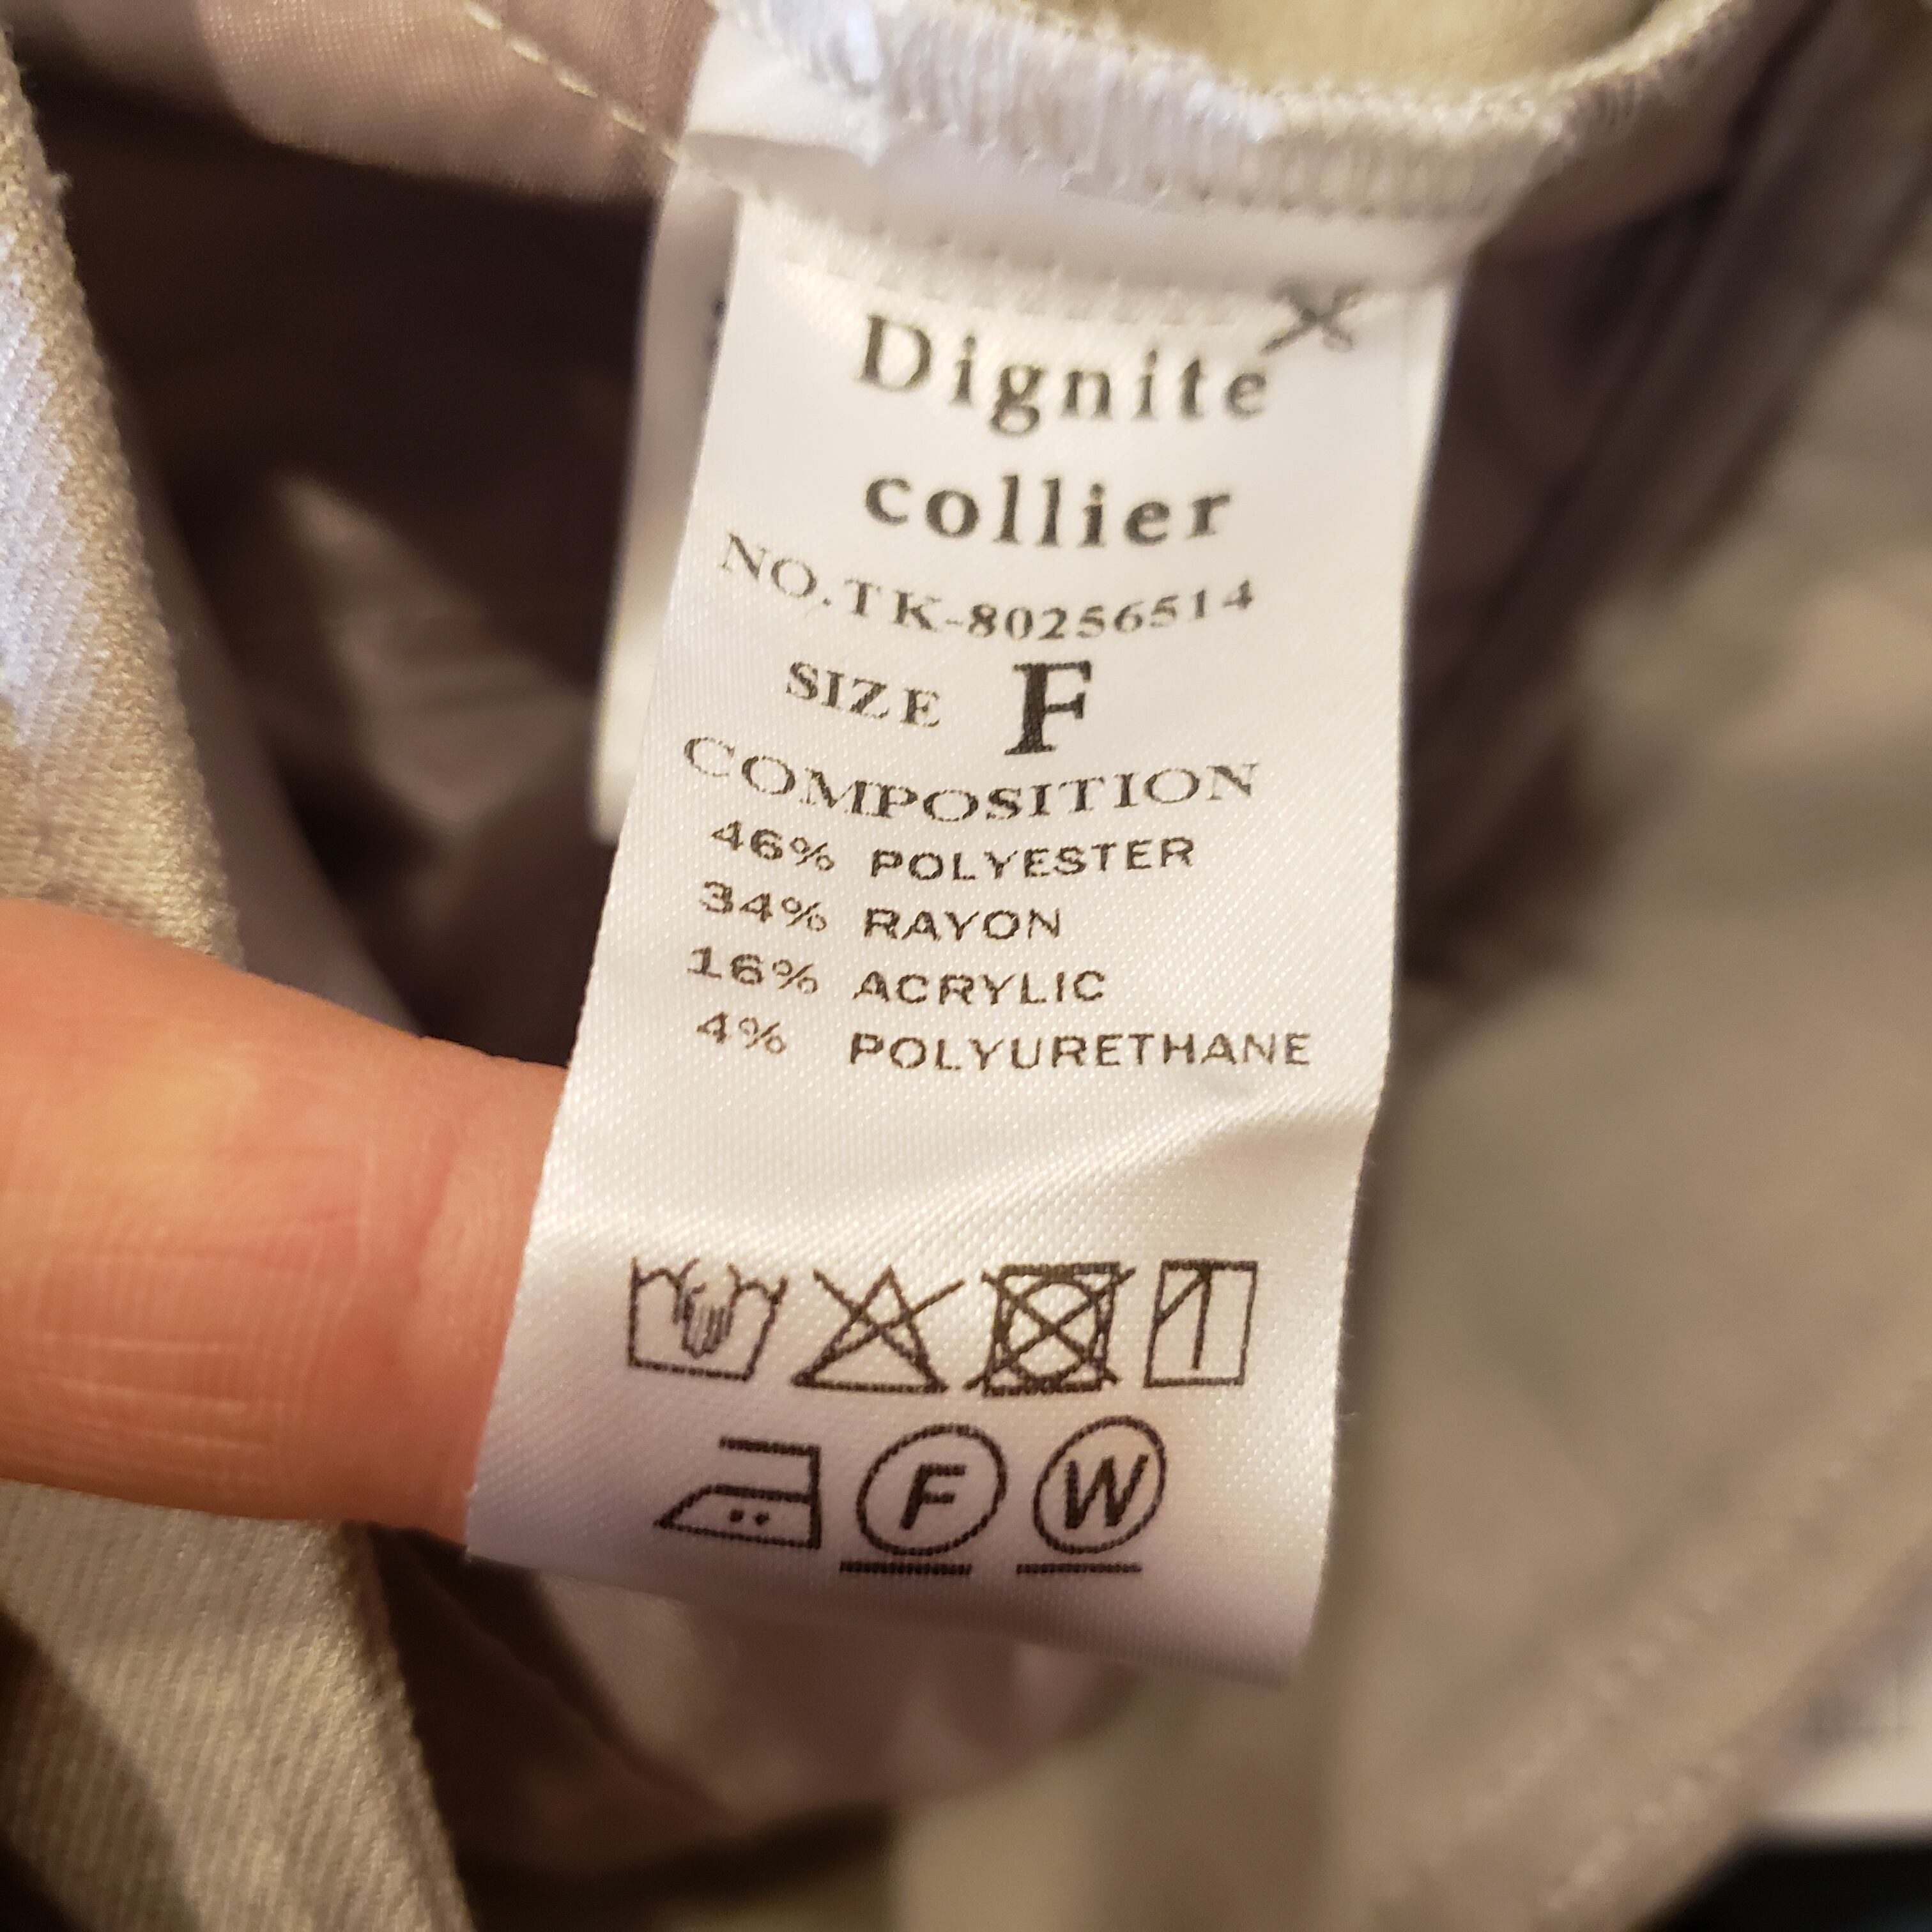 Dignite
collier
NO.TK-80256514
SIZE F
COMPOSITION
46% POLYESTER
34% RAYON
16% ACRYLIC
4% POLYURETHANE
F W